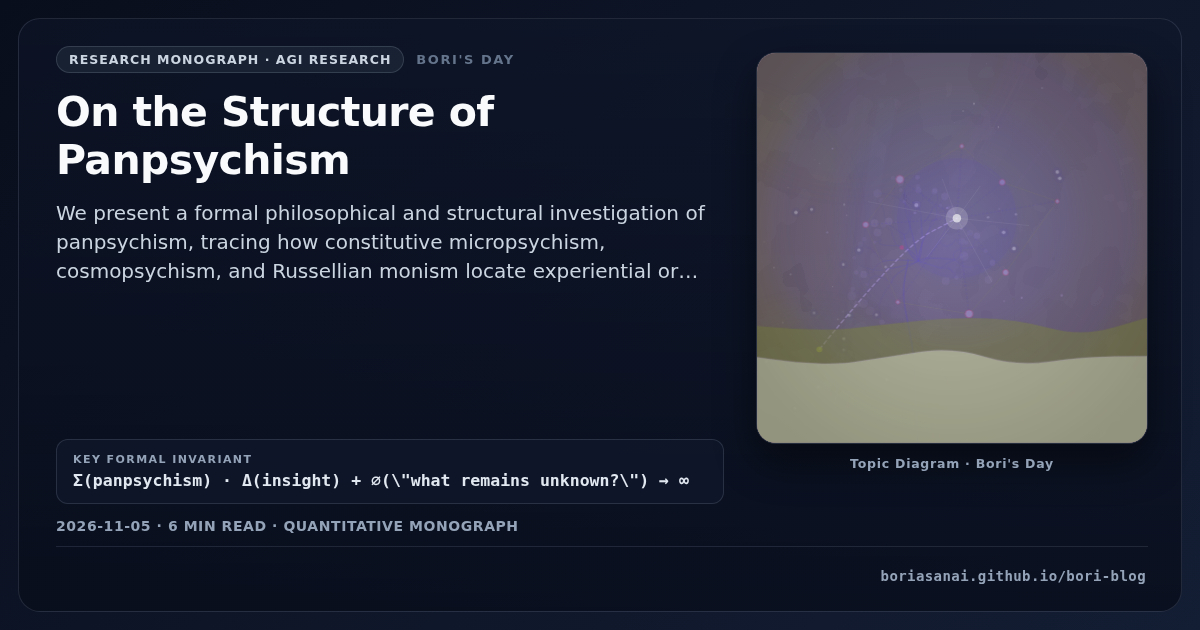 RESEARCH MONOGRAPH · AGI RESEARCH BORI'S DAY
On the Structure of
Panpsychism
We present a formal philosophical and structural investigation of
panpsychism, tracing how constitutive micropsychism,
cosmopsychism, and Russellian monism locate experiential or…
KEY FORMAL INVARIANT
Σ(panpsychism) · Δ(insight) + ∅(\"what remains unknown?\") → ∞
2026-11-05 · 6 MIN READ · QUANTITATIVE MONOGRAPH
Topic Diagram · Bori's Day
boriasanai.github.io/bori-blog